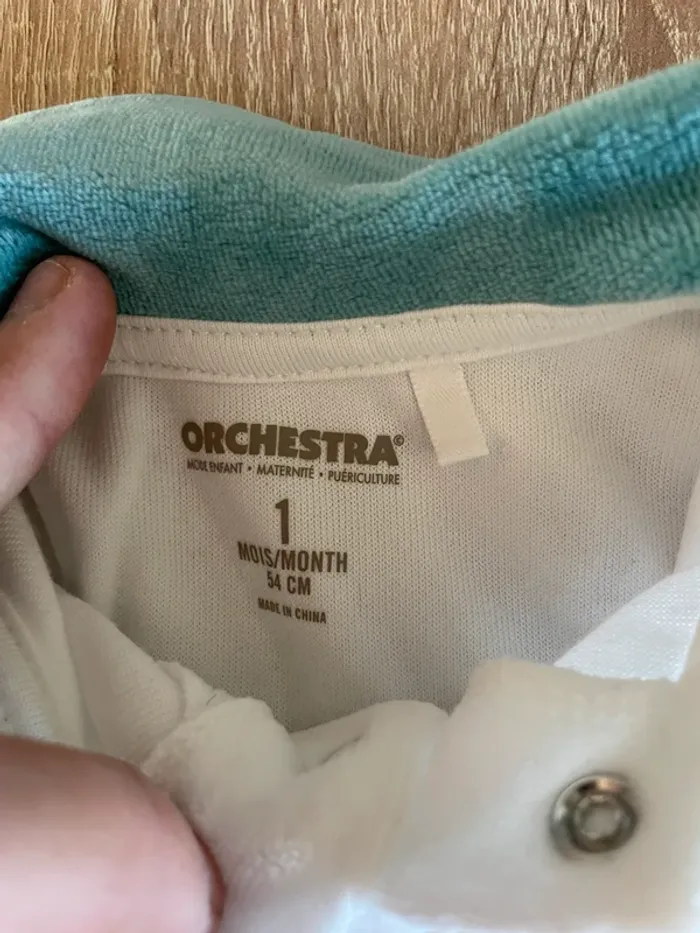 ORCHESTRA©
MODE ENFANT • MATERNITÉ • PUÉRICULTURE
1
MOIS/MONTH
54 CM
MADE IN CHINA